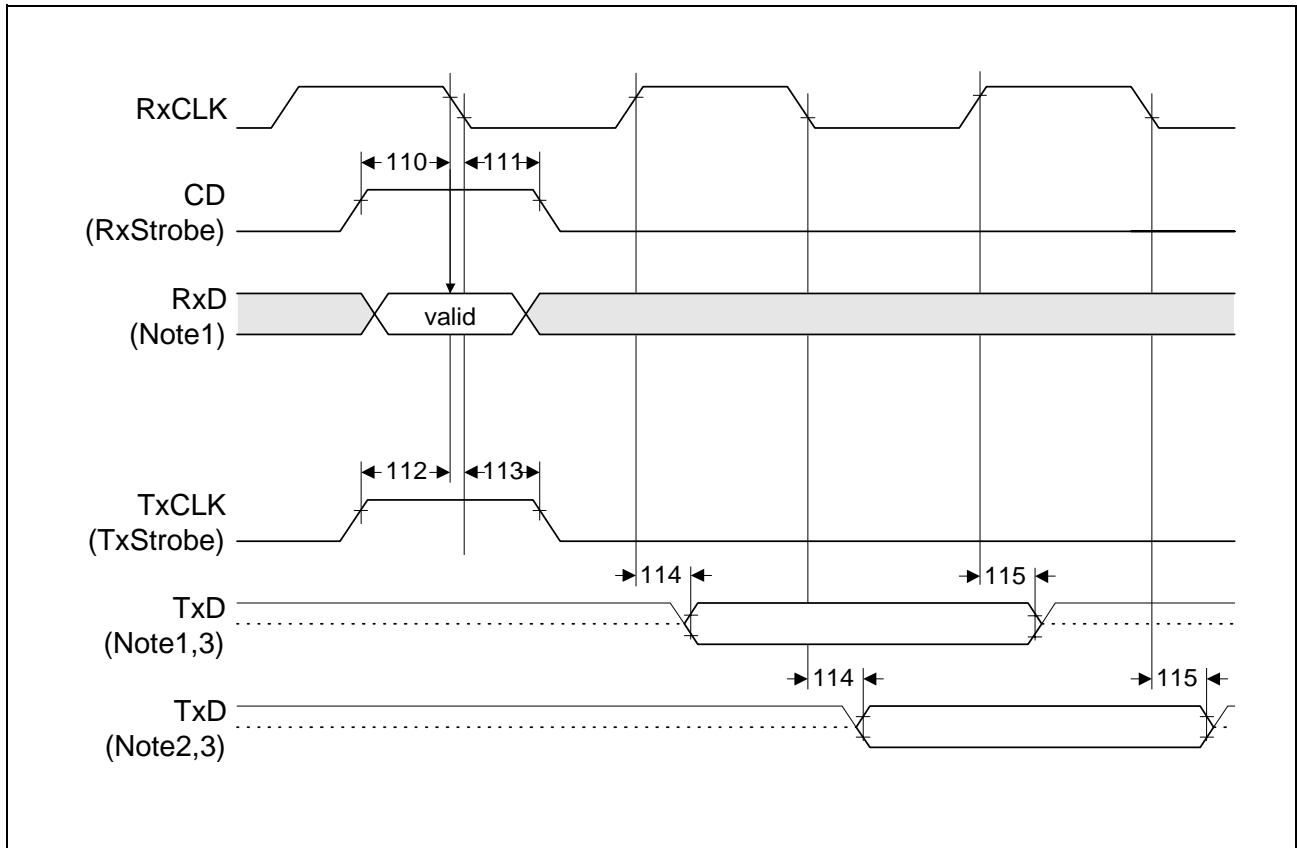 RxCLK
110
111
CD
(RxStrobe)
RxD
(Note1)
valid
112
113
TxCLK
(TxStrobe)
114
115
TxD
(Note1,3)
114
115
TxD
(Note2,3)